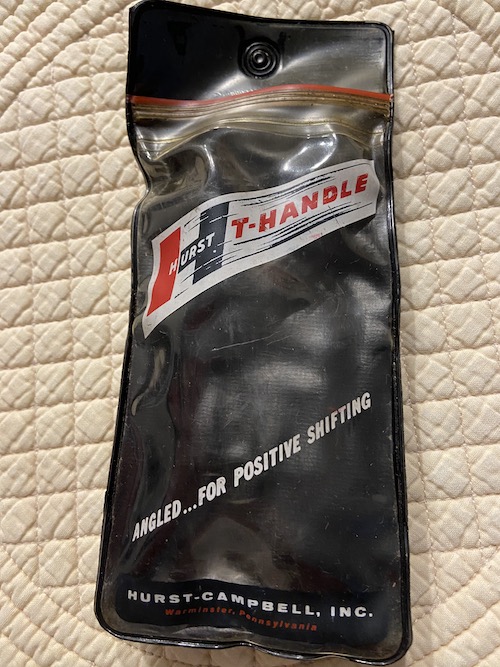 HURST T-HANDLE
ANGLED...FOR POSITIVE SHIFTING
HURST-CAMPBELL, INC.
Warminster, Pennsylvania